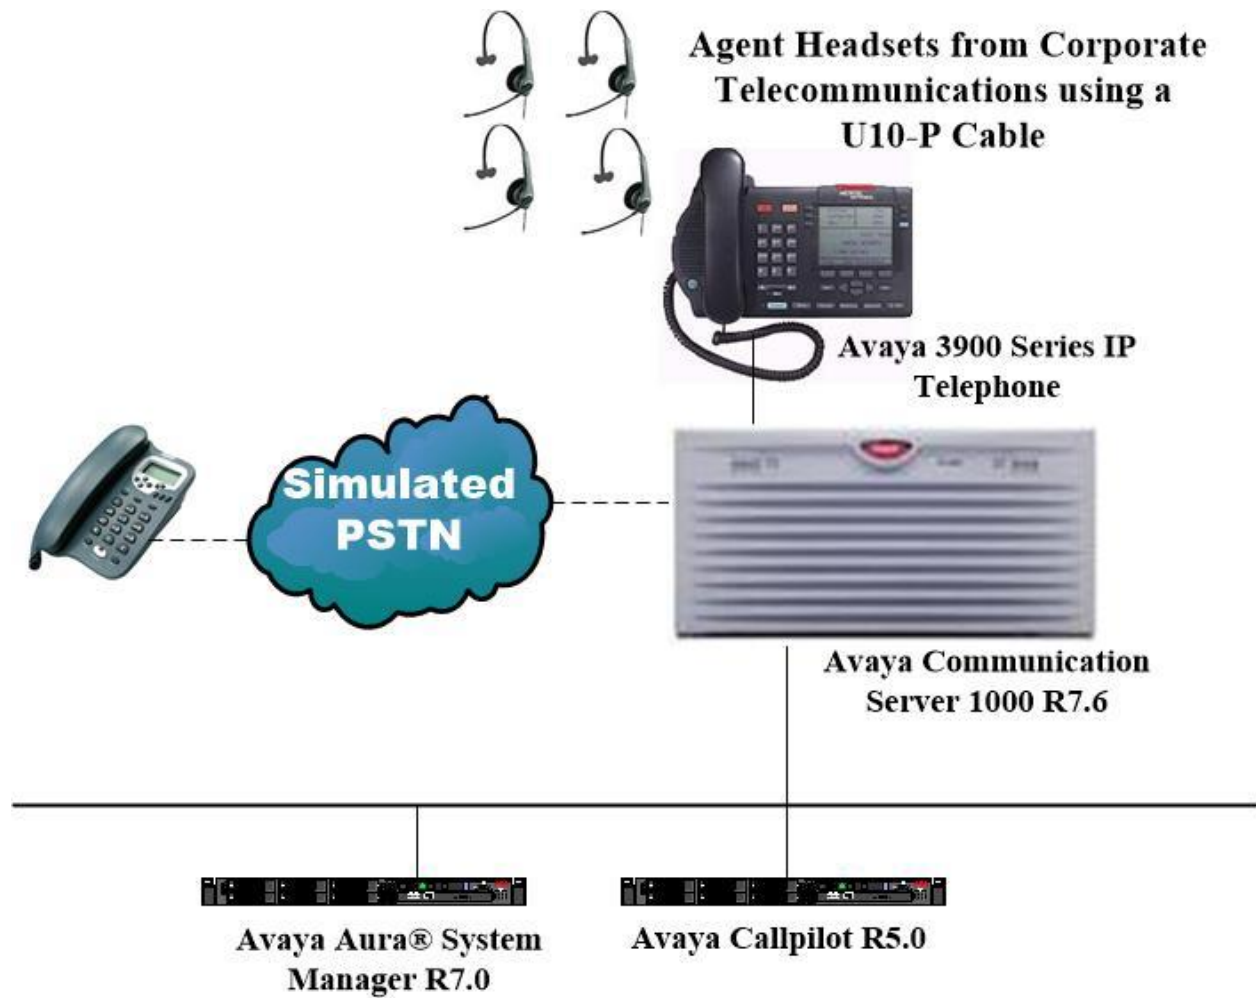 Agent Headsets from Corporate
Telecommunications using a
U10-P Cable
Avaya 3900 Series IP
Telephone
Simulated
PSTN
Avaya Communication
Server 1000 R7.6
Avaya Aura® System
Manager R7.0
Avaya Callpilot R5.0